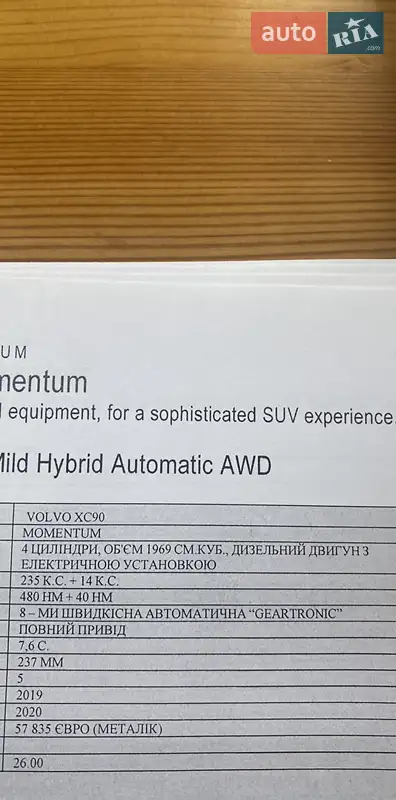 auto RIA .com
UM
mentum
equipment, for a sophisticated SUV experience.
Mild Hybrid Automatic AWD
VOLVO XC90
MOMENTUM
4 ЦИЛІНДРИ, ОБ'ЄМ 1969 СМ.КУБ., ДИЗЕЛЬНИЙ ДВИГУН З
ЕЛЕКТРИЧНОЮ УСТАНОВКОЮ
235 К.С. + 14 К.С.
480 НМ + 40 НМ
8 – МИ ШВИДКІСНА АВТОМАТИЧНА “GEARTRONIC”
ПОВНИЙ ПРИВІД
7,6 С.
237 ММ
5
2019
2020
57 835 ЄВРО (МЕТАЛІК)
26.00